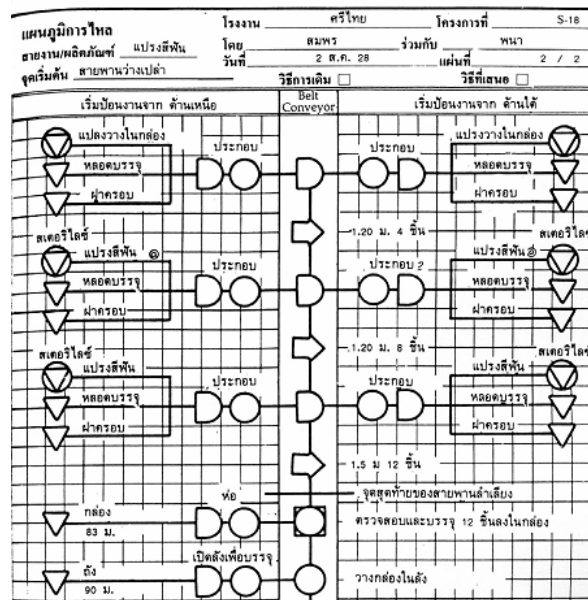 แผนภูมิการไหล
โรงงาน ศรีไทย โครงการที่ S-18
สายงาน/ผลิตภัณฑ์ แปรงสีฟัน
โดย สมพร ร่วมกับ พนา
จุดเริ่มต้น สายพานว่างเปล่า
วันที่ 2 ส.ค. 28 แผ่นที่ 2 / 2
วิธีการเดิม วิธีที่เสนอ
เริ่มป้อนงานจาก ด้านเหนือ Belt Conveyor เริ่มป้อนงานจาก ด้านใต้
แปลงวางในกล่อง แปรงวางในกล่อง
ประกอบ ประกอบ
หลอดบรรจุ หลอดบรรจุ
ฝาครอบ ฝาครอบ
1.20 ม. 4 ชิ้น
สเตอริไลซ์ สเตอริไลซ์
แปรงสีฟัน @ ประกอบ ประกอบ 2 แปรงสีฟัน @
หลอดบรรจุ หลอดบรรจุ
ฝาครอบ ฝาครอบ
1.20 ม. 8 ชิ้น
สเตอริไลซ์ สเตอริไลซ์
แปรงสีฟัน แปรงสีฟัน
ประกอบ ประกอบ
หลอดบรรจุ หลอดบรรจุ
ฝาครอบ ฝาครอบ
1.5 ม 12 ชิ้น
ห่อ จุดสุดท้ายของสายพานลำเลียง
กล่อง ตรวจสอบและบรรจุ 12 ชิ้นลงในกล่อง
83 ม.
เปิดลังเพื่อบรรจุ
ถัง วางกล่องในลัง
90 ม.